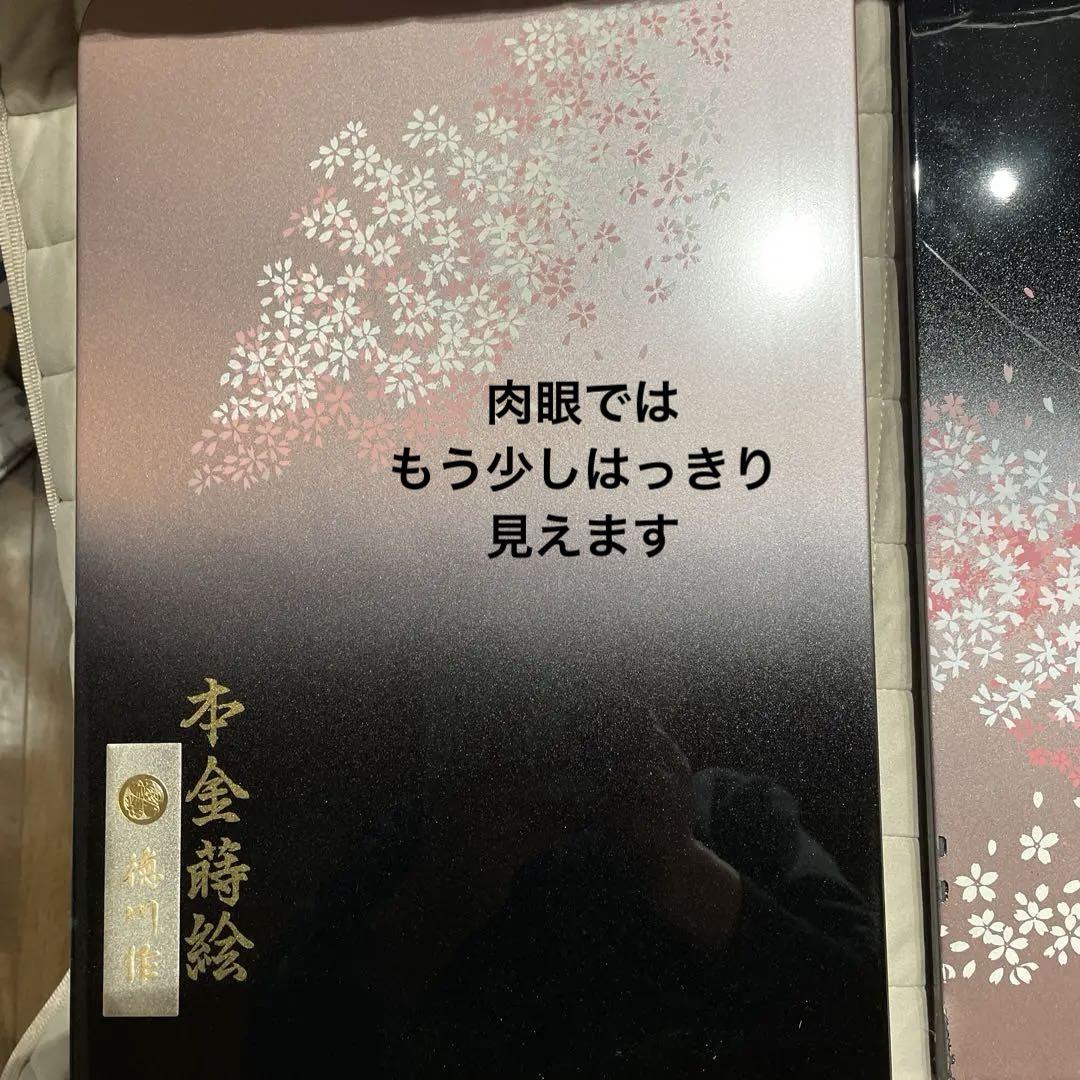 肉眼では
もう少しはっきり
見えます
本金蒔絵
徳川作